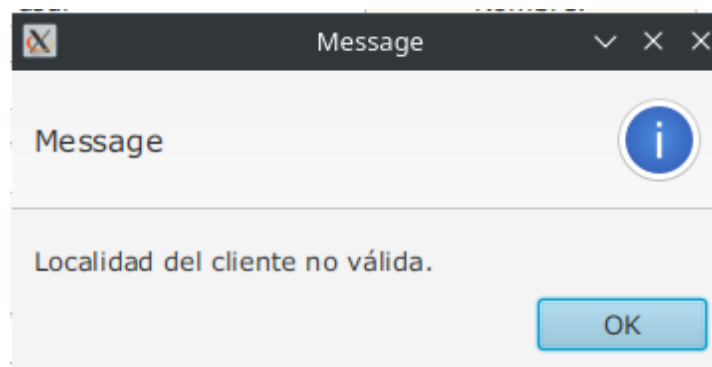 Message
Message
i
Localidad del cliente no válida.
OK